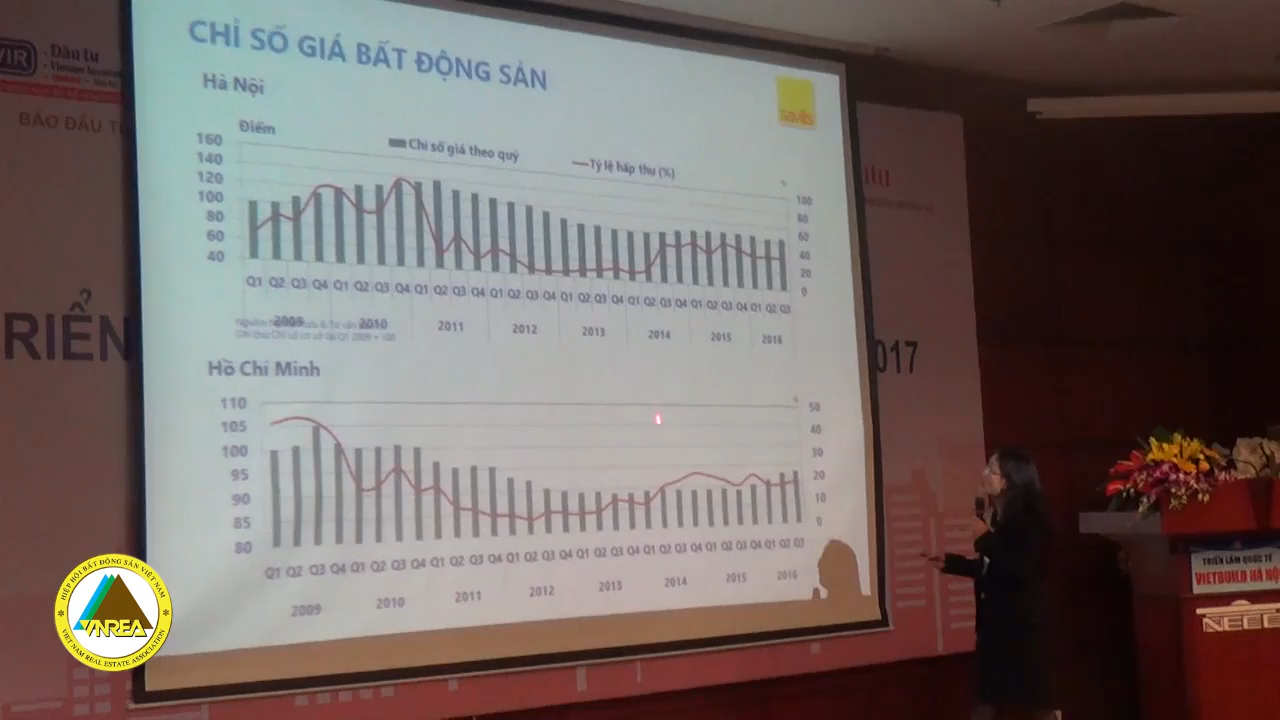 CHỈ SỐ GIÁ BẤT ĐỘNG SẢN
Hà Nội
savills
Điểm
Chỉ số giá theo quý
Tỷ lệ hấp thụ (%)
160
140
120
100
80
60
40
%
100
80
60
40
20
0
Q1 Q2 Q3 Q4 Q1 Q2 Q3 Q4 Q1 Q2 Q3 Q4 Q1 Q2 Q3 Q4 Q1 Q2 Q3 Q4 Q1 Q2 Q3 Q4 Q1 Q2 Q3 Q4 Q1 Q2 Q3
2009 2010 2011 2012 2013 2014 2015 2016
Hồ Chí Minh
110
105
100
95
90
85
80
%
50
40
30
20
10
0
Q1 Q2 Q3 Q4 Q1 Q2 Q3 Q4 Q1 Q2 Q3 Q4 Q1 Q2 Q3 Q4 Q1 Q2 Q3 Q4 Q1 Q2 Q3 Q4 Q1 Q2 Q3 Q4 Q1 Q2 Q3
2009 2010 2011 2012 2013 2014 2015 2016
VIR
Đầu tư
BÁO ĐẦU T
RIỂN
017
TRIỂN LÃM QUỐC TẾ
VIETBUILD HÀ NỘ
HIỆP HỘI BẤT ĐỘNG SẢN VIỆT NAM
VNREA
VIET NAM REAL ESTATE ASSOCIATION